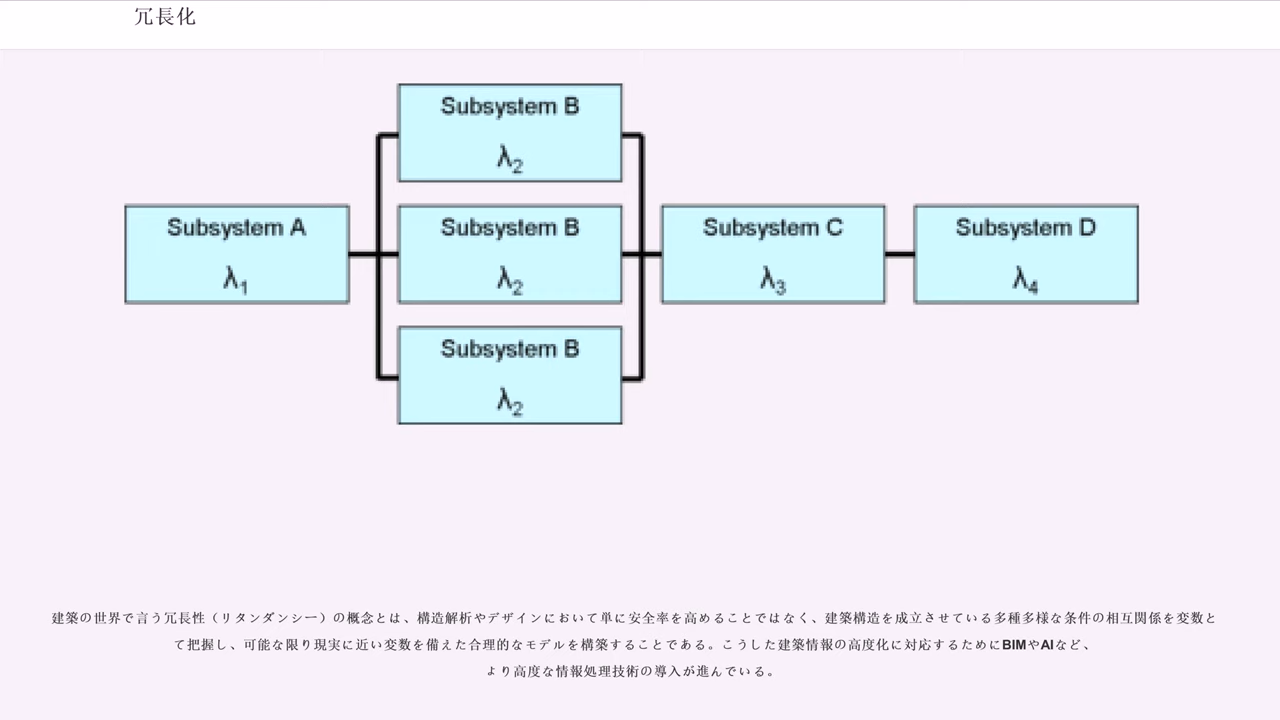 冗長化
Subsystem B
λ2
Subsystem A
λ1
Subsystem B
λ2
Subsystem C
λ3
Subsystem D
λ4
Subsystem B
λ2
建築の世界で言う冗長性（リタンダンシー）の概念とは、構造解析やデザインにおいて単に安全率を高めることではなく、建築構造を成立させている多種多様な条件の相互関係を変数と
て把握し、可能な限り現実に近い変数を備えた合理的なモデルを構築することである。こうした建築情報の高度化に対応するためにBIMやAIなど、
より高度な情報処理技術の導入が進んでいる。